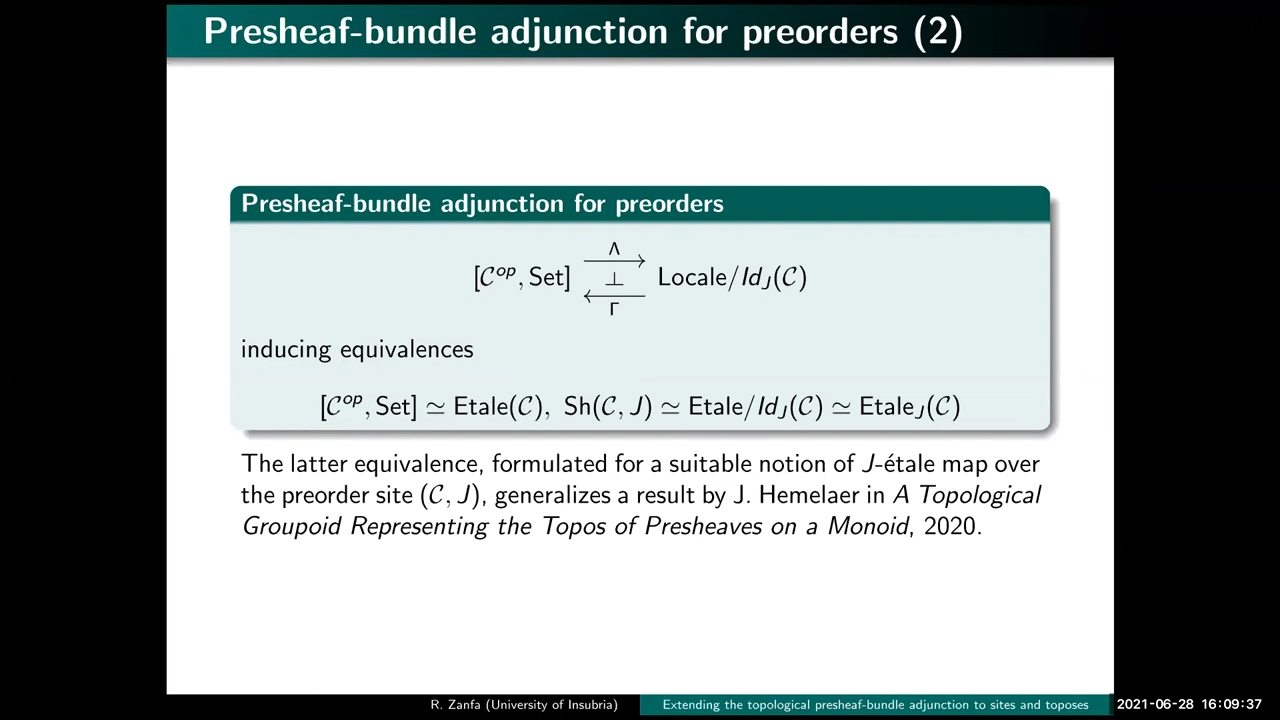 Presheaf-bundle adjunction for preorders (2)
Presheaf-bundle adjunction for preorders
Λ
[𝒞^op, Set] ⊥ Locale/Id_J(𝒞)
Γ
inducing equivalences
[𝒞^op, Set] ≃ Etale(𝒞), Sh(𝒞, J) ≃ Etale/Id_J(𝒞) ≃ Etale_J(𝒞)
The latter equivalence, formulated for a suitable notion of J-étale map over
the preorder site (𝒞, J), generalizes a result by J. Hemelaer in A Topological
Groupoid Representing the Topos of Presheaves on a Monoid, 2020.
R. Zanfa (University of Insubria) Extending the topological presheaf-bundle adjunction to sites and toposes 2021-06-28 16:09:37